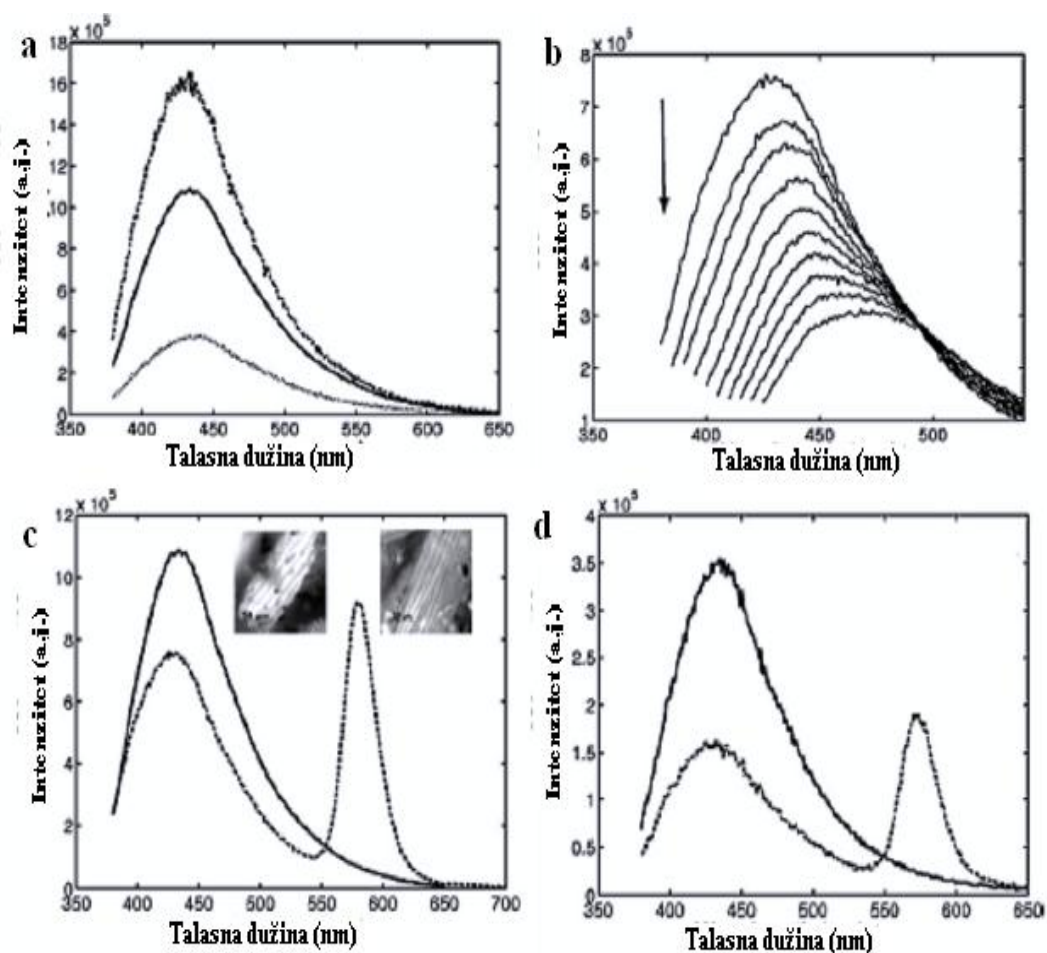 a
× 10⁵
18
16
14
12
10
8
6
4
2
0
Intenzitet (a.j.)
350 400 450 500 550 600 650
Talasna dužina (nm)
b
× 10⁵
8
7
6
5
4
3
2
1
Intenzitet (a.j.)
350 400 450 500
Talasna dužina (nm)
c
× 10⁵
12
10
8
6
4
2
0
Intenzitet (a.j.)
350 400 450 500 550 600 650 700
Talasna dužina (nm)
d
× 10⁵
4
3.5
3
2.5
2
1.5
1
0.5
0
Intenzitet (a.j.)
350 400 450 500 550 600 650
Talasna dužina (nm)